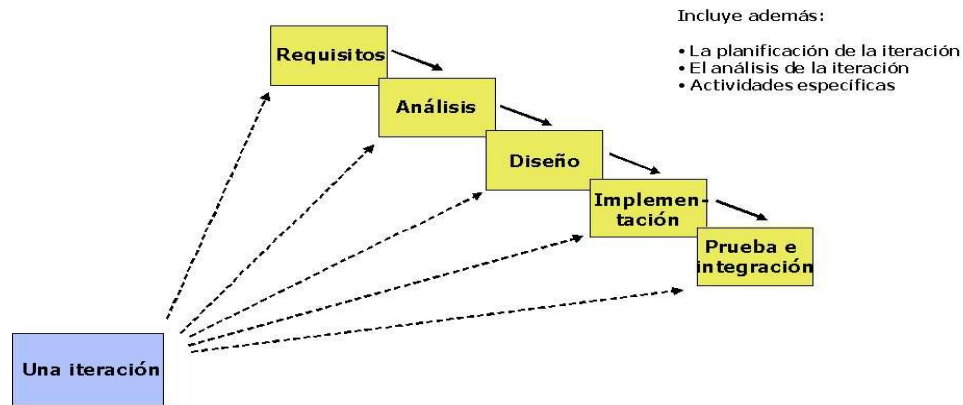 Incluye además:
• La planificación de la iteración
• El análisis de la iteración
• Actividades específicas
Requisitos
Análisis
Diseño
Implemen-
tación
Prueba e
integración
Una iteración